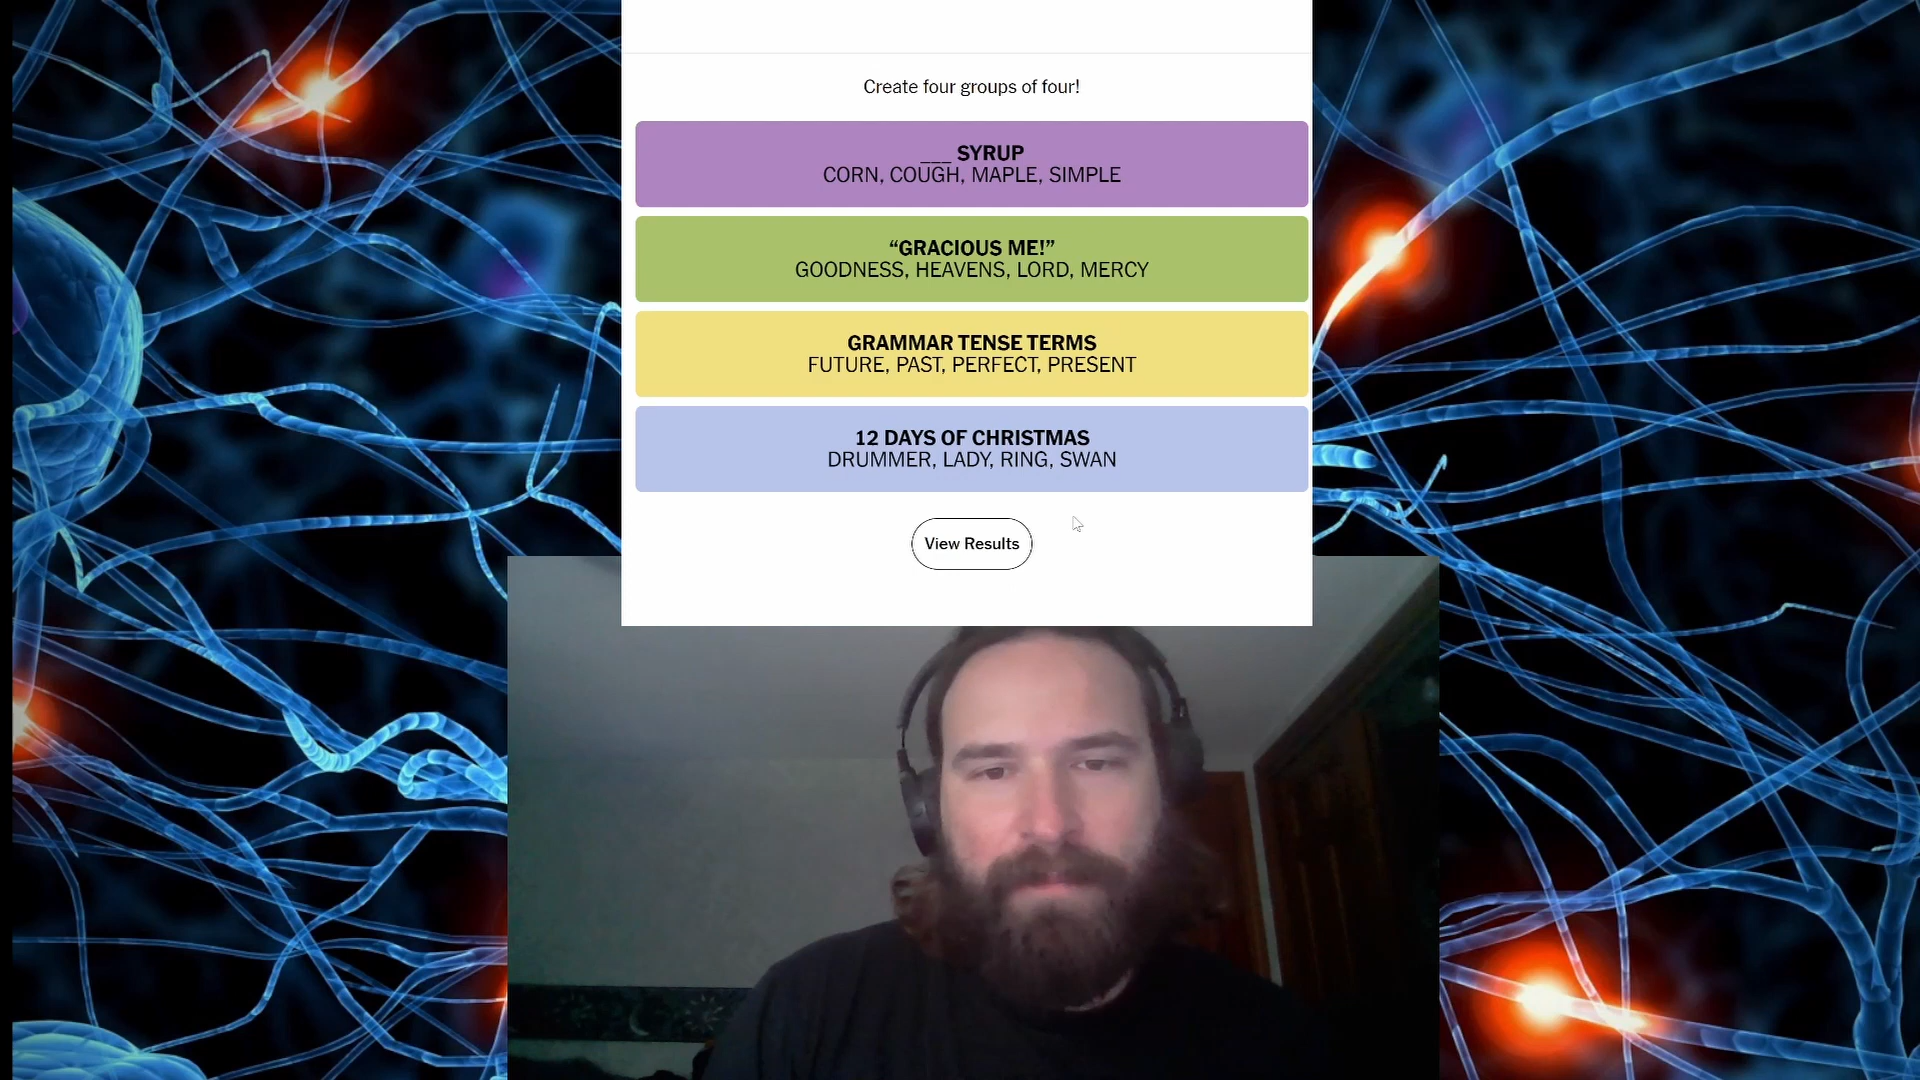 Create four groups of four!
___ SYRUP
CORN, COUGH, MAPLE, SIMPLE
“GRACIOUS ME!”
GOODNESS, HEAVENS, LORD, MERCY
GRAMMAR TENSE TERMS
FUTURE, PAST, PERFECT, PRESENT
12 DAYS OF CHRISTMAS
DRUMMER, LADY, RING, SWAN
View Results